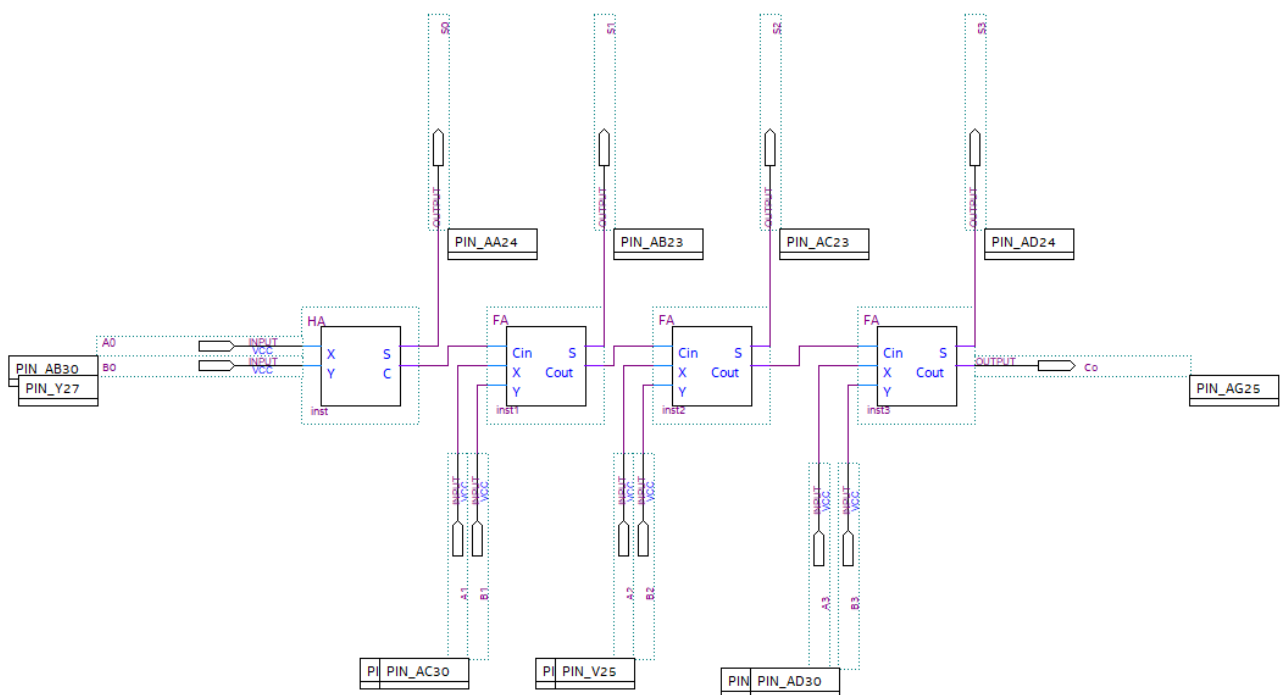 S0
S1
S2
S3
OUTPUT
OUTPUT
OUTPUT
OUTPUT
PIN_AA24
PIN_AB23
PIN_AC23
PIN_AD24
HA
FA
FA
FA
A0
INPUT
VCC
B0
INPUT
VCC
PIN_AB30
PIN_Y27
X
Y
S
C
inst
Cin
X
Y
S
Cout
inst1
Cin
X
Y
S
Cout
inst2
Cin
X
Y
S
Cout
inst3
OUTPUT
Co
PIN_AG25
INPUT
VCC
INPUT
VCC
INPUT
VCC
INPUT
VCC
INPUT
VCC
INPUT
VCC
A1
B1
A2
B2
A3
B3
PIN_AC30
PIN_V25
PIN
PIN_AD30